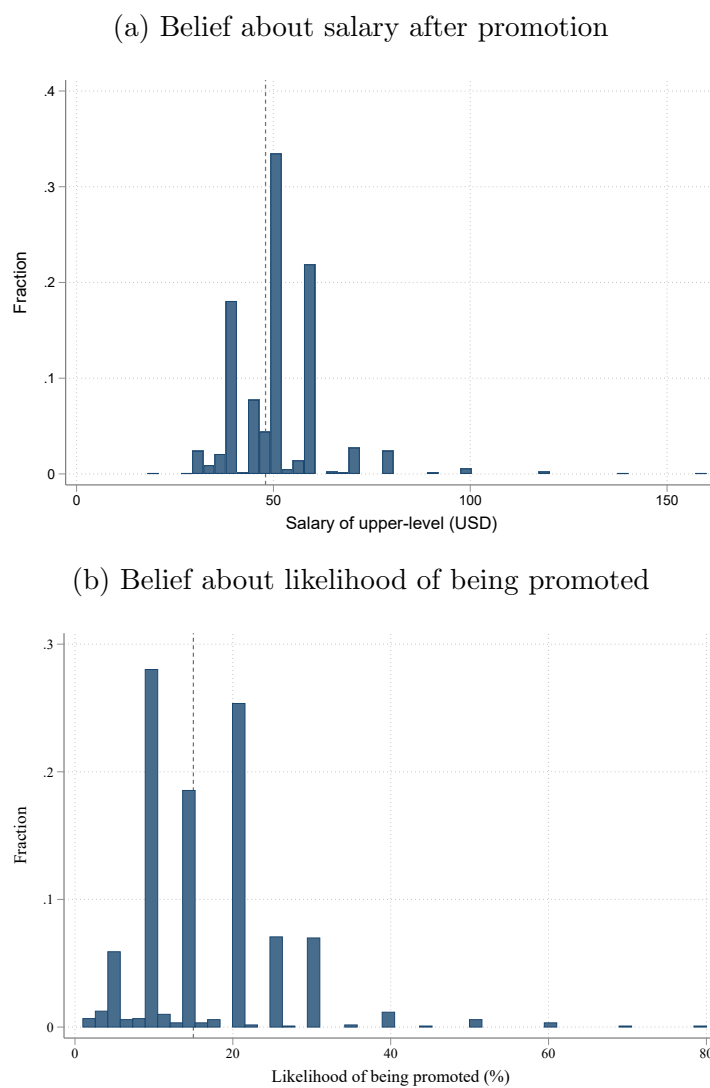 (a) Belief about salary after promotion
.4
.3
.2
.1
0
Fraction
0 50 100 150
Salary of upper-level (USD)
(b) Belief about likelihood of being promoted
.3
.2
.1
0
Fraction
0 20 40 60 80
Likelihood of being promoted (%)